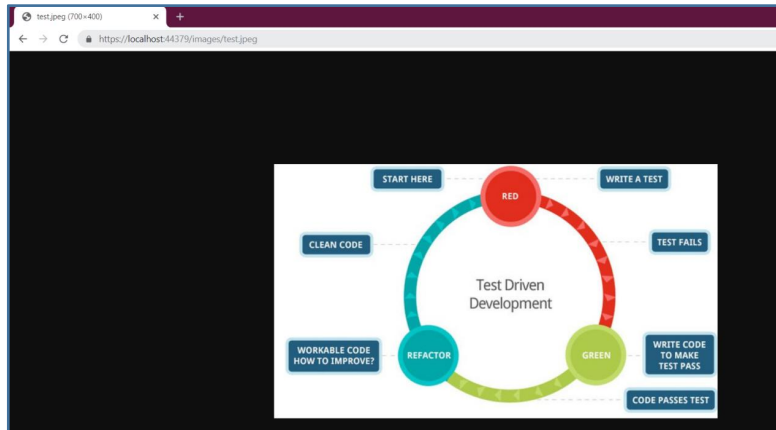 test.jpeg (700×400)
https://localhost:44379/images/test.jpeg
START HERE
RED
WRITE A TEST
CLEAN CODE
TEST FAILS
Test Driven
Development
WORKABLE CODE
HOW TO IMPROVE?
REFACTOR
GREEN
WRITE CODE
TO MAKE
TEST PASS
CODE PASSES TEST